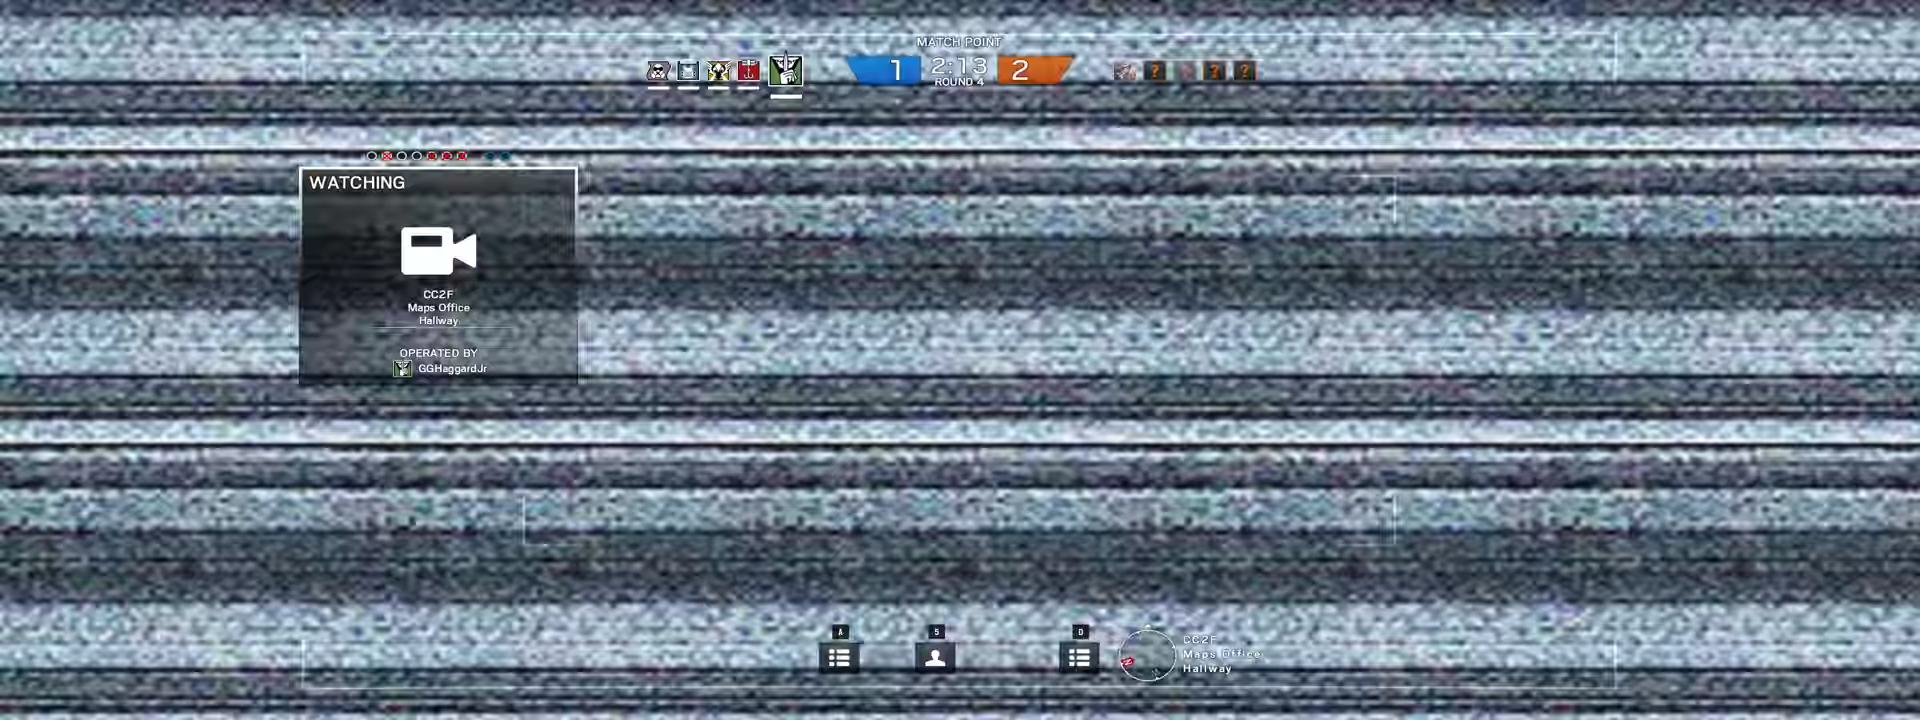 MATCH POINT
1 2:13 2
ROUND 4
? ? ?
WATCHING
CC2F
Maps Office
Hallway
OPERATED BY
GGHaggardJr
A S D
CC2F
Maps Office
Hallway